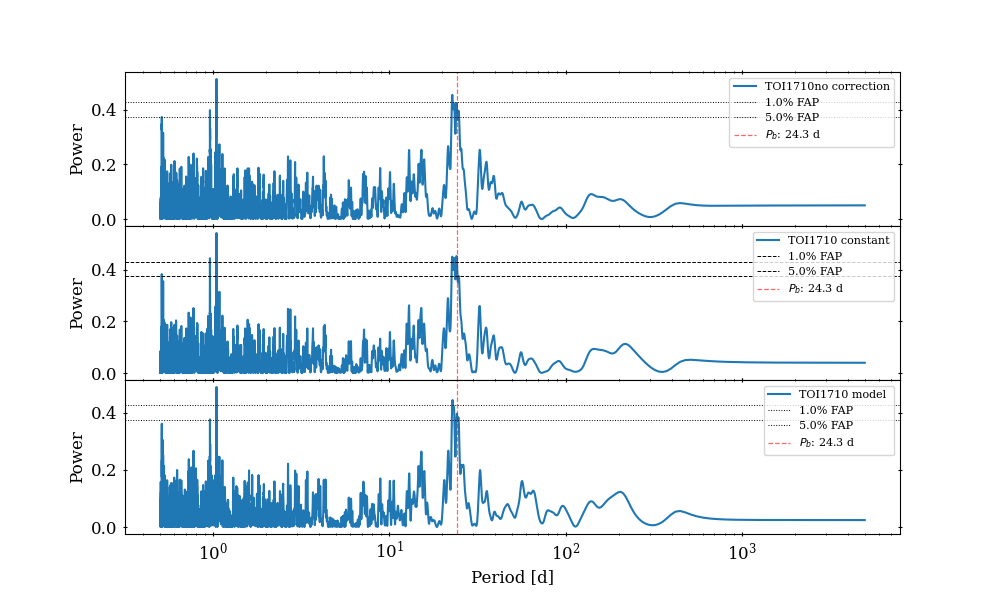 TOI1710no correction
1.0% FAP
5.0% FAP
P_b: 24.3 d
0.4
0.2
0.0
Power
TOI1710 constant
1.0% FAP
5.0% FAP
P_b: 24.3 d
0.4
0.2
0.0
Power
TOI1710 model
1.0% FAP
5.0% FAP
P_b: 24.3 d
0.4
0.2
0.0
Power
10^0 10^1 10^2 10^3
Period [d]